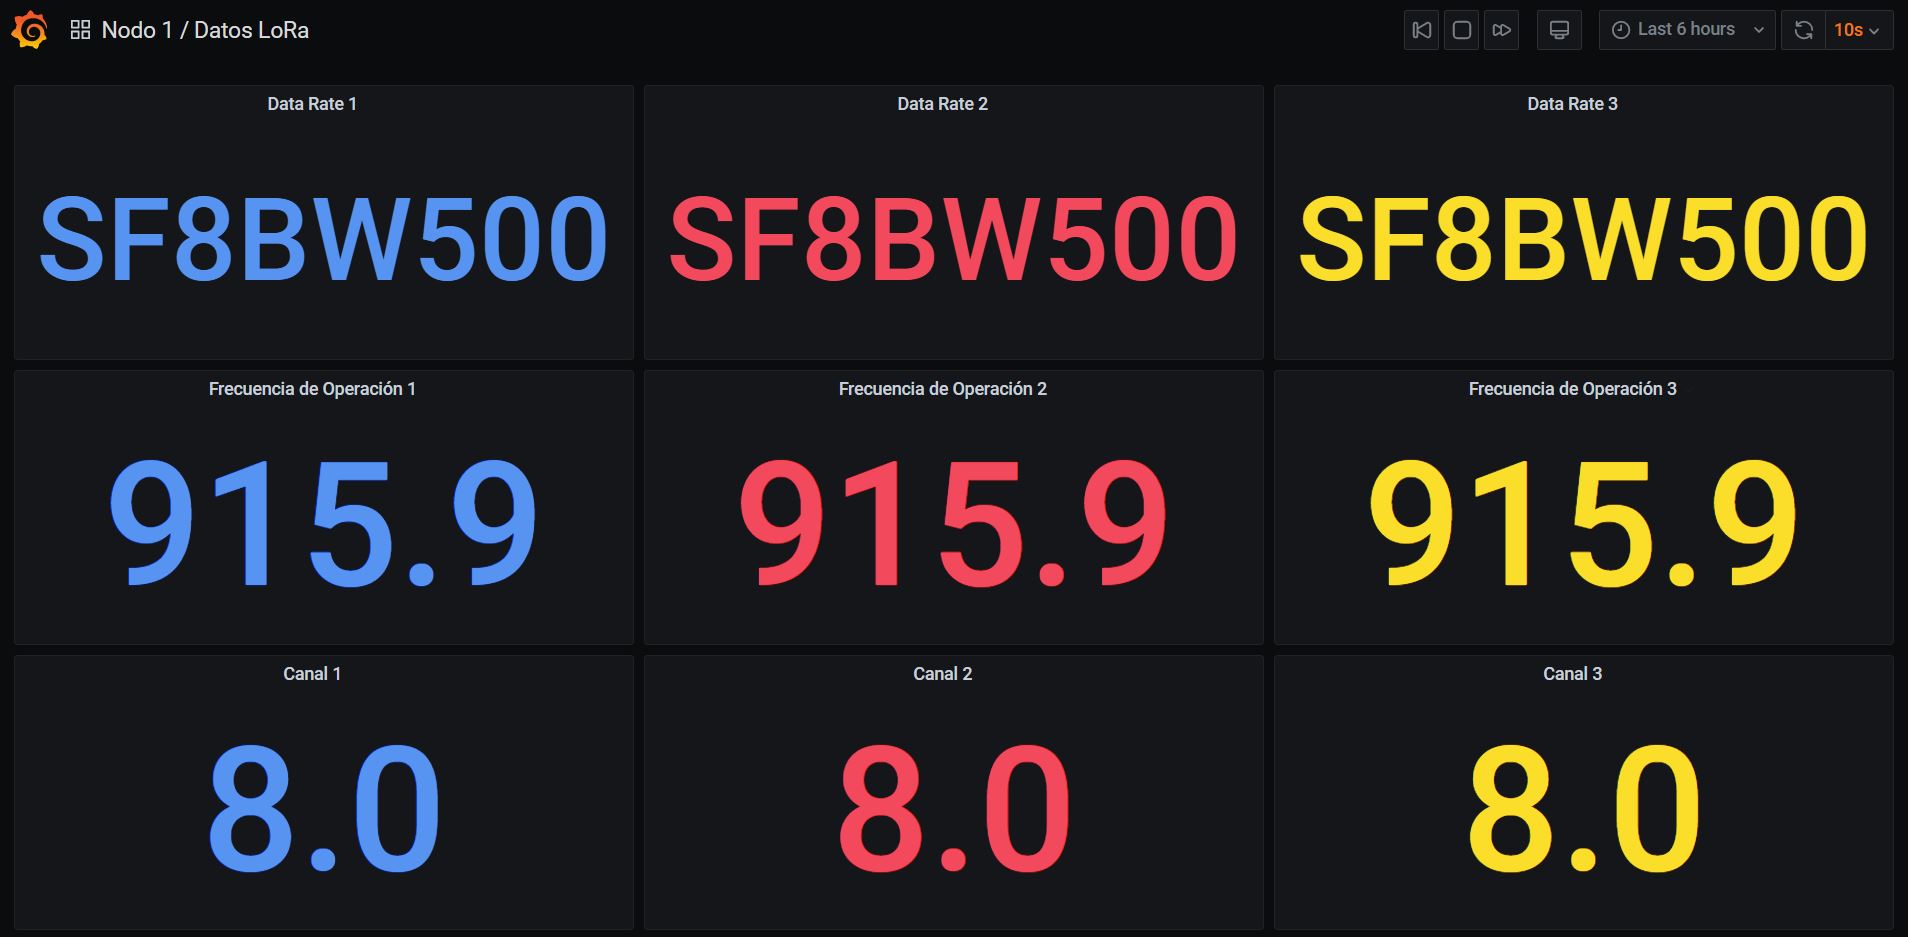 Nodo 1 / Datos LoRa
Last 6 hours
10s
Data Rate 1
Data Rate 2
Data Rate 3
SF8BW500
SF8BW500
SF8BW500
Frecuencia de Operación 1
Frecuencia de Operación 2
Frecuencia de Operación 3
915.9
915.9
915.9
Canal 1
Canal 2
Canal 3
8.0
8.0
8.0